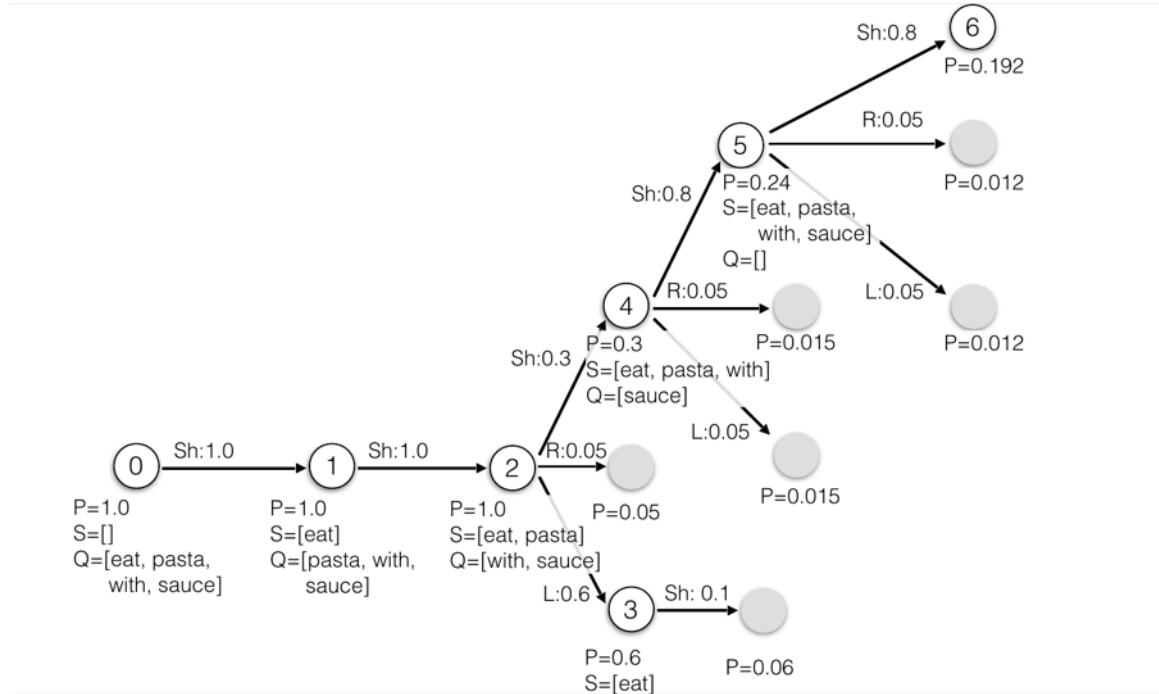 Sh:0.8
6
P=0.192
R:0.05
5
P=0.012
P=0.24
S=[eat, pasta,
with, sauce]
Q=[]
Sh:0.8
L:0.05
P=0.012
4
R:0.05
P=0.015
P=0.3
S=[eat, pasta, with]
Q=[sauce]
Sh:0.3
L:0.05
P=0.015
0
Sh:1.0
1
Sh:1.0
2
R:0.05
P=0.05
P=1.0
S=[]
Q=[eat, pasta,
with, sauce]
P=1.0
S=[eat]
Q=[pasta, with,
sauce]
P=1.0
S=[eat, pasta]
Q=[with, sauce]
L:0.6
3
Sh: 0.1
P=0.06
P=0.6
S=[eat]